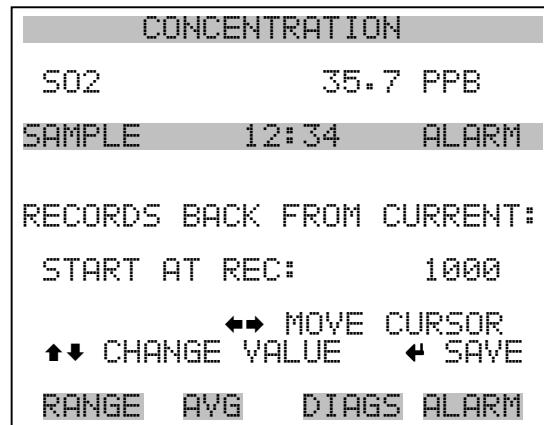 CONCENTRATION
SO2 35.7 PPB
SAMPLE 12:34 ALARM
RECORDS BACK FROM CURRENT:
START AT REC: 1000
←→ MOVE CURSOR
↑↓ CHANGE VALUE ↵ SAVE
RANGE AVG DIAGS ALARM